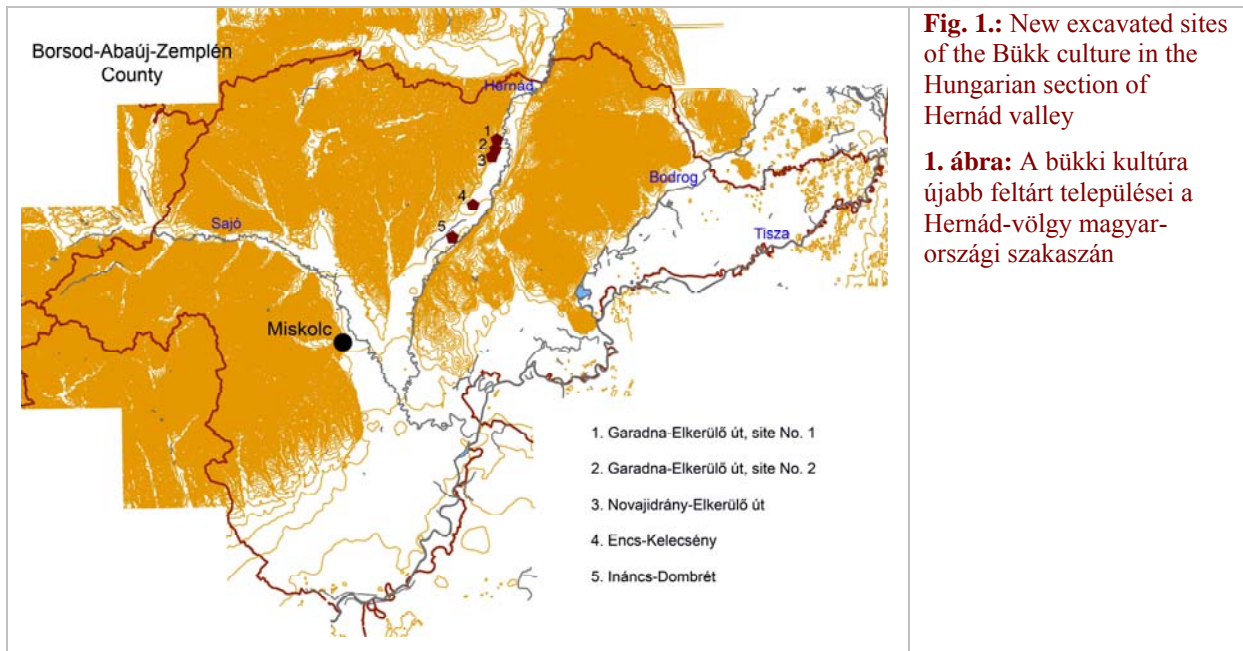 Borsod-Abaúj-Zemplén
County
Hernád
1
2
3
4
5
Bodrog
Sajó
Tisza
Miskolc
1. Garadna-Elkerülő út, site No. 1
2. Garadna-Elkerülő út, site No. 2
3. Novajidrány-Elkerülő út
4. Encs-Kelecsény
5. Ináncs-Dombrét
Fig. 1.: New excavated sites
of the Bükk culture in the
Hungarian section of
Hernád valley
1. ábra: A bükki kultúra
újabb feltárt települései a
Hernád-völgy magyar-
országi szakaszán